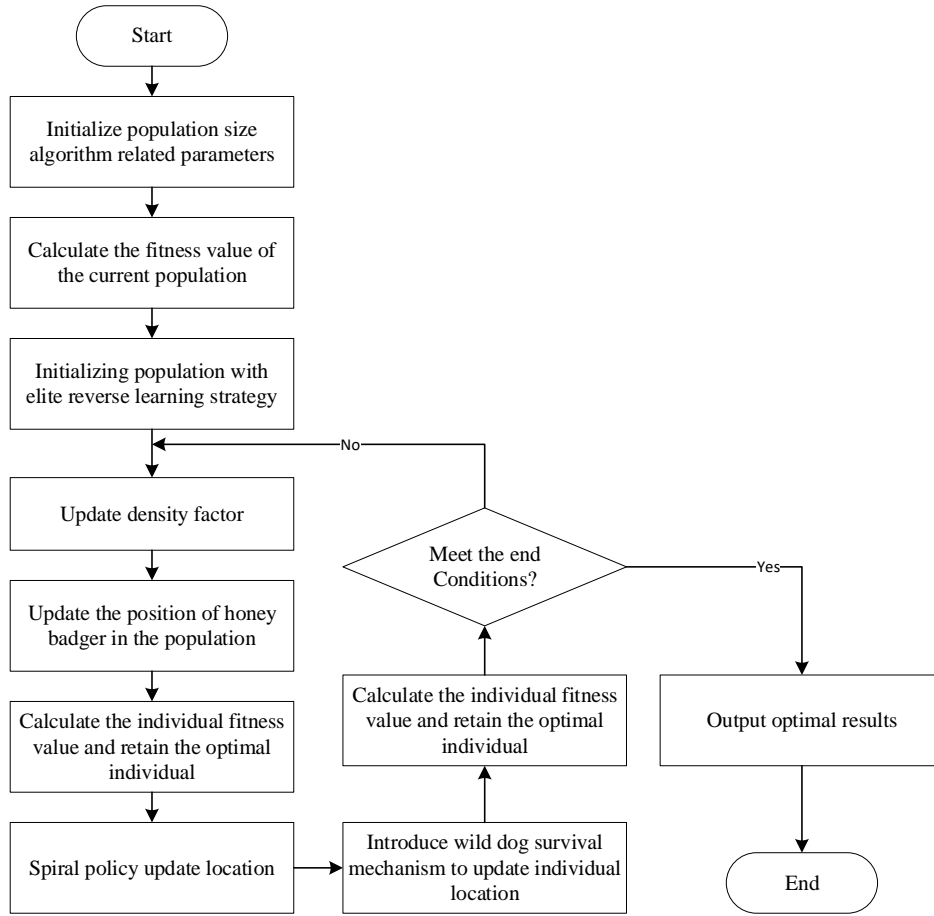 Start
Initialize population size
algorithm related parameters
Calculate the fitness value of
the current population
Initializing population with
elite reverse learning strategy
No
Update density factor
Meet the end
Conditions?
Yes
Update the position of honey
badger in the population
Calculate the individual fitness
value and retain the optimal
individual
Calculate the individual fitness
value and retain the optimal
individual
Output optimal results
Spiral policy update location
Introduce wild dog survival
mechanism to update individual
location
End